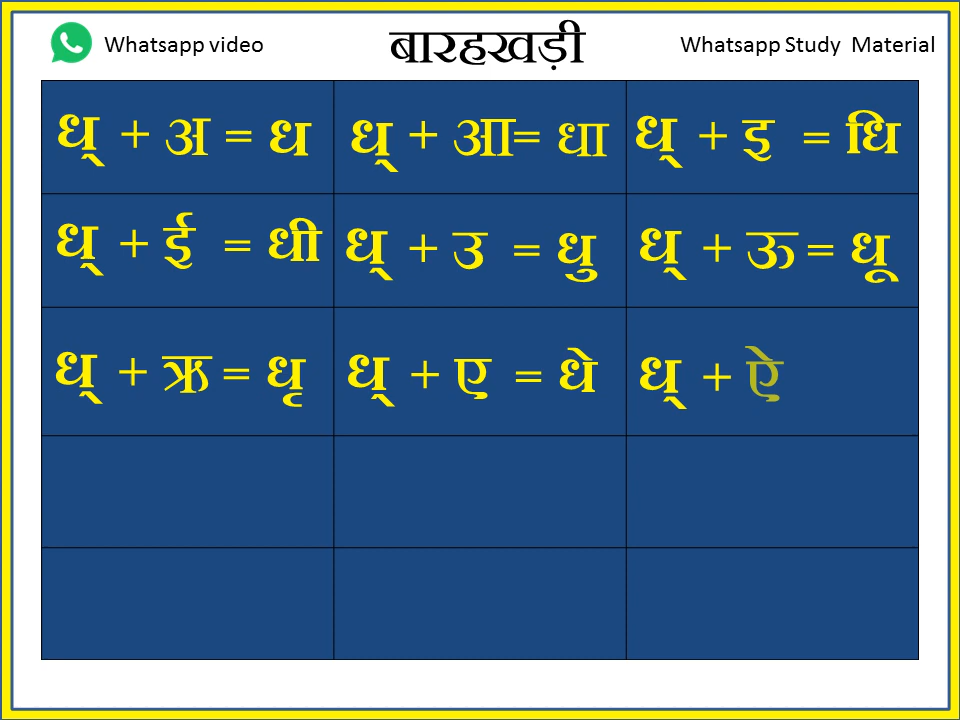 Whatsapp video
बारहखड़ी
Whatsapp Study Material
ध् + अ = ध
ध् + आ= धा
ध् + इ = धि
ध् + ई = धी
ध् + उ = धु
ध् + ऊ = धू
ध् + ऋ = धृ
ध् + ए = धे
ध् + ऐ